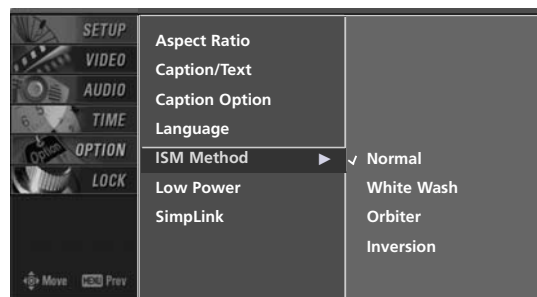 SETUP
VIDEO
AUDIO
TIME
OPTION
LOCK
Move MENU Prev
Aspect Ratio
Caption/Text
Caption Option
Language
ISM Method
Low Power
SimpLink
Normal
White Wash
Orbiter
Inversion